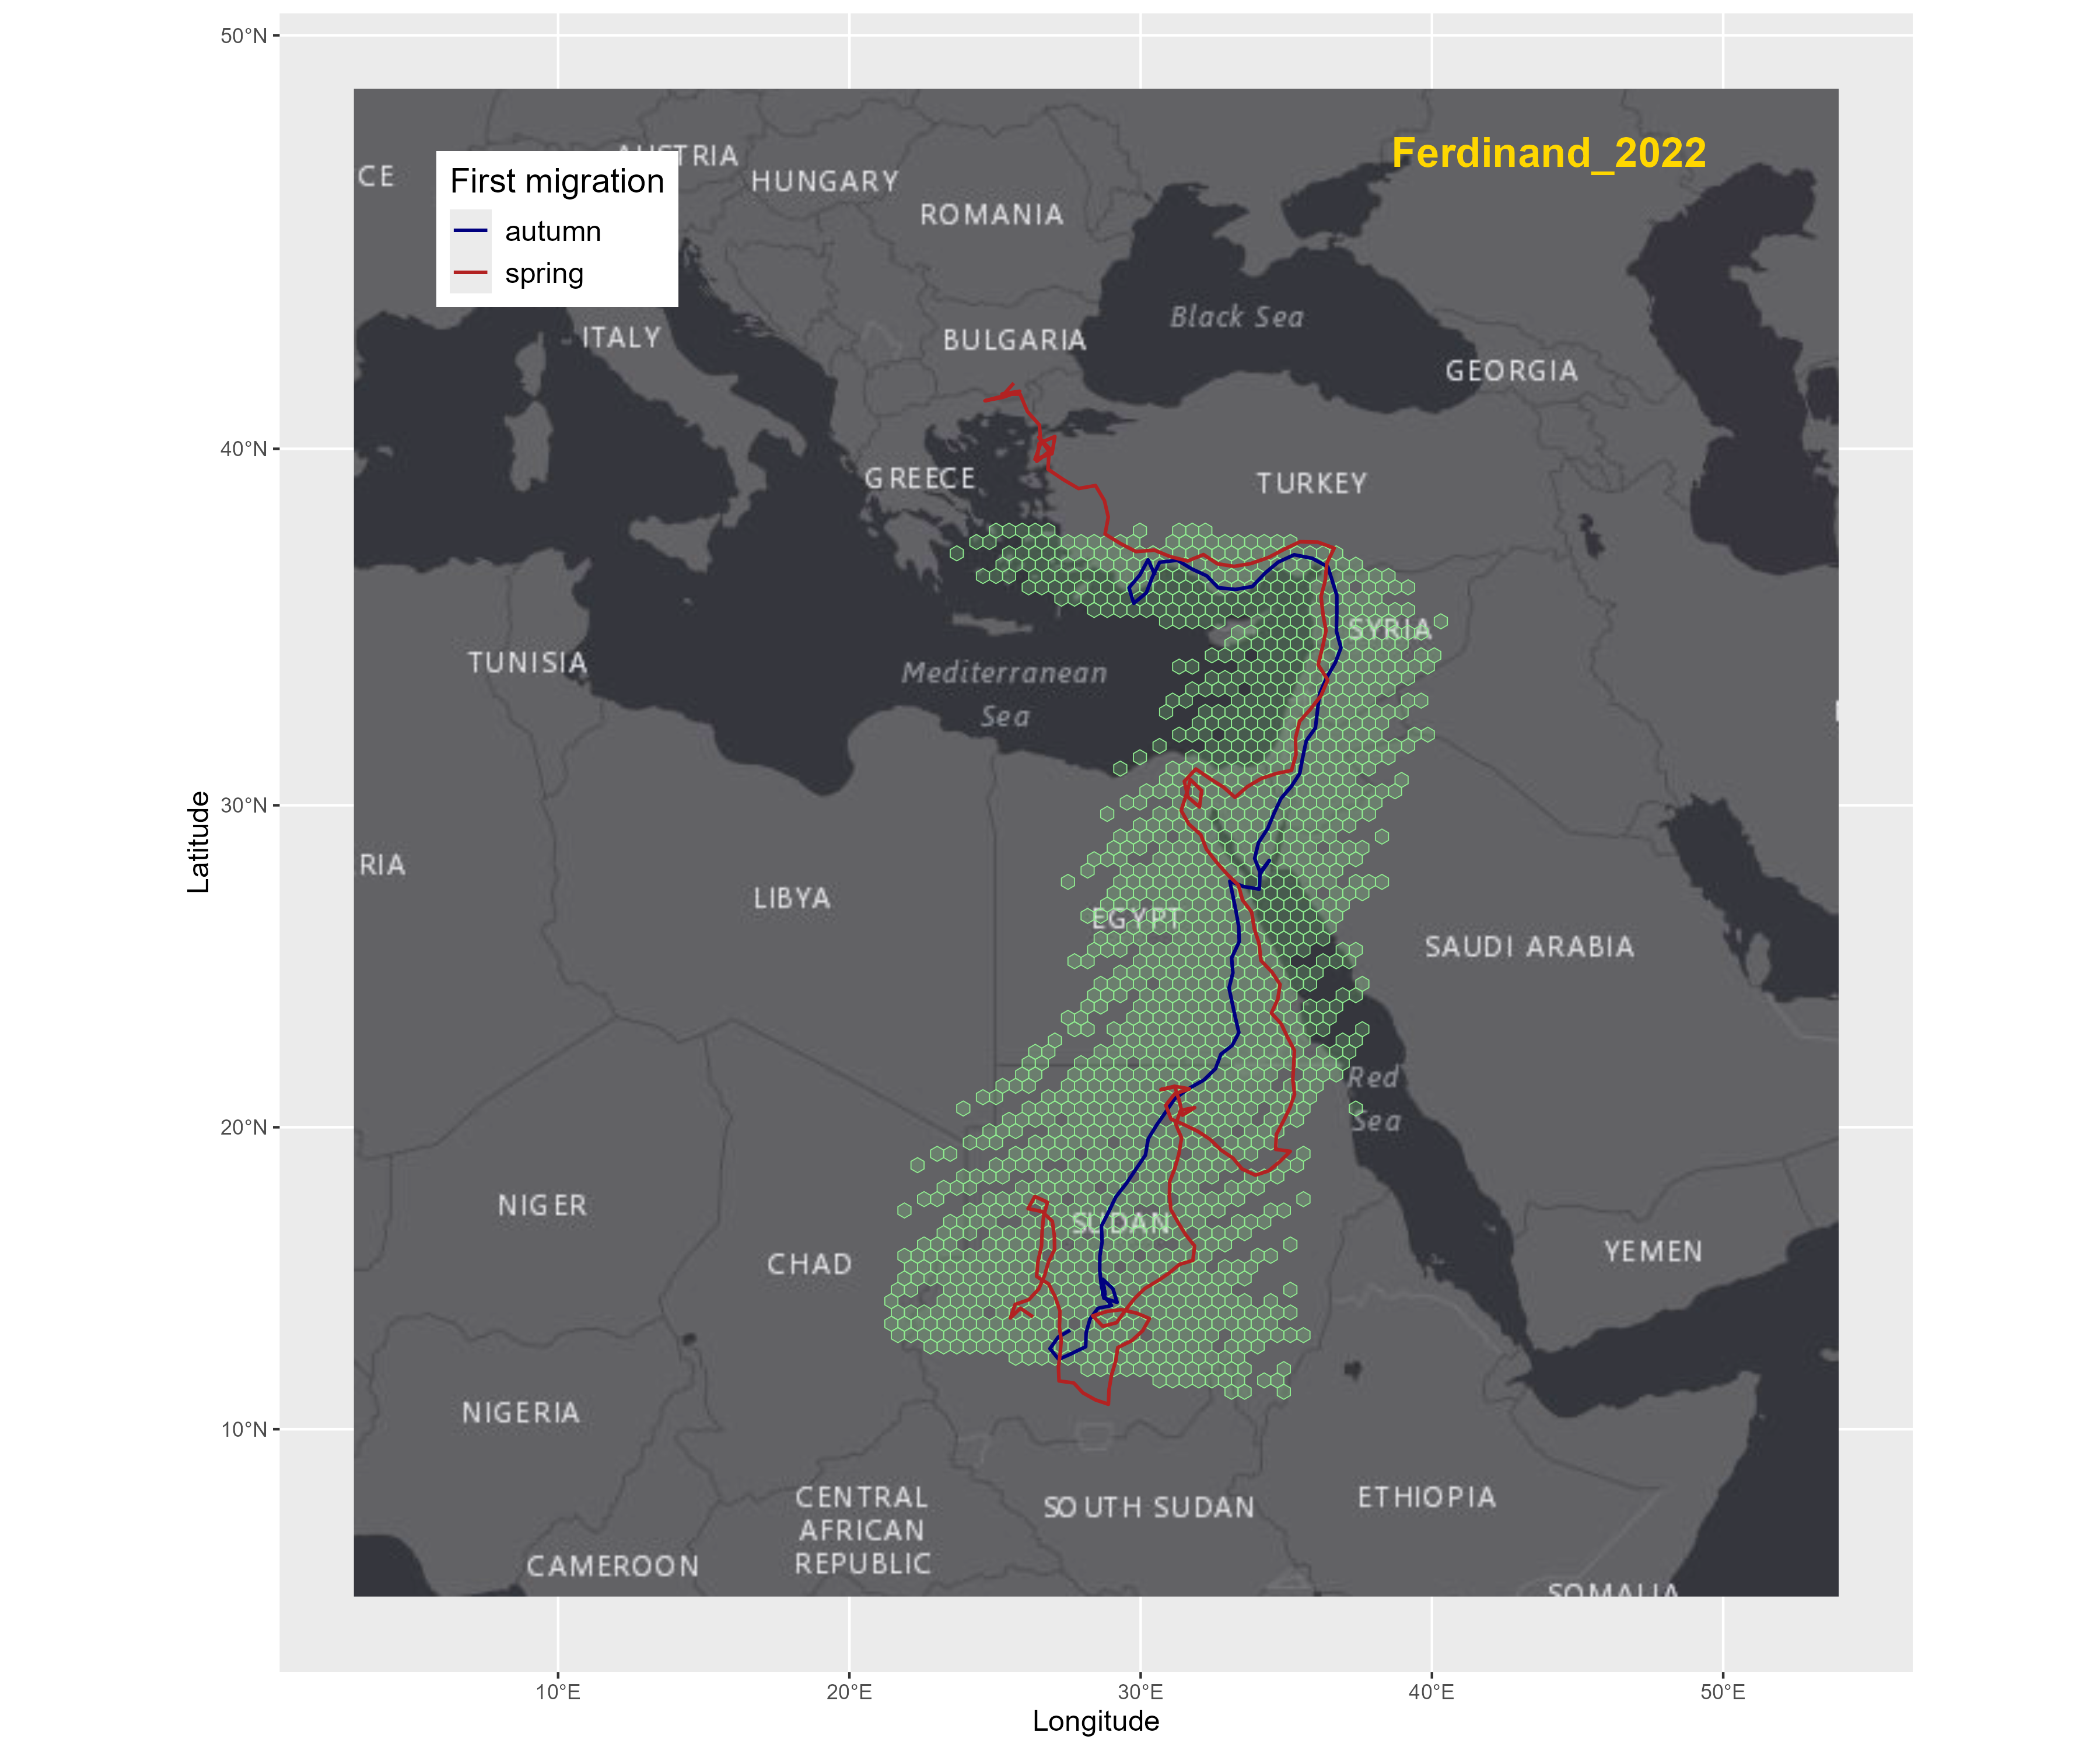 50°N
40°N
30°N
20°N
10°N
Latitude
10°E
20°E
30°E
40°E
50°E
Longitude
Ferdinand_2022
First migration
autumn
spring
CE
AUSTRIA
HUNGARY
ROMANIA
Black Sea
ITALY
BULGARIA
GEORGIA
GREECE
TURKEY
SYRIA
TUNISIA
Mediterranean
Sea
RIA
LIBYA
EGYPT
SAUDI ARABIA
Red
Sea
NIGER
SUDAN
CHAD
YEMEN
NIGERIA
CENTRAL
AFRICAN
REPUBLIC
SOUTH SUDAN
ETHIOPIA
CAMEROON
SOMALIA